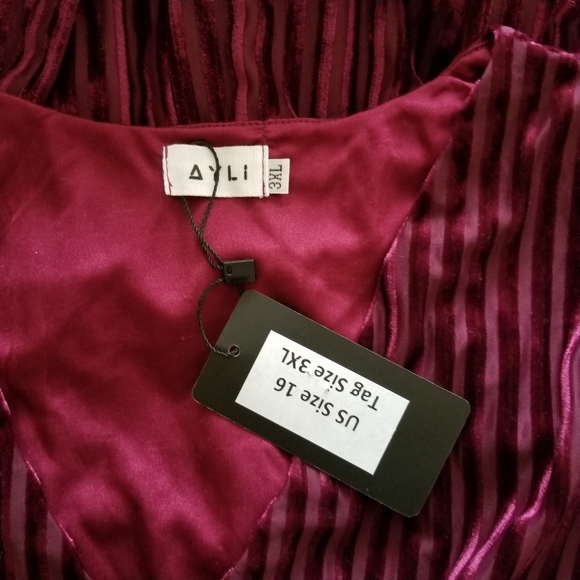 AYLI
3XL
US Size 16
Tag Size 3XL